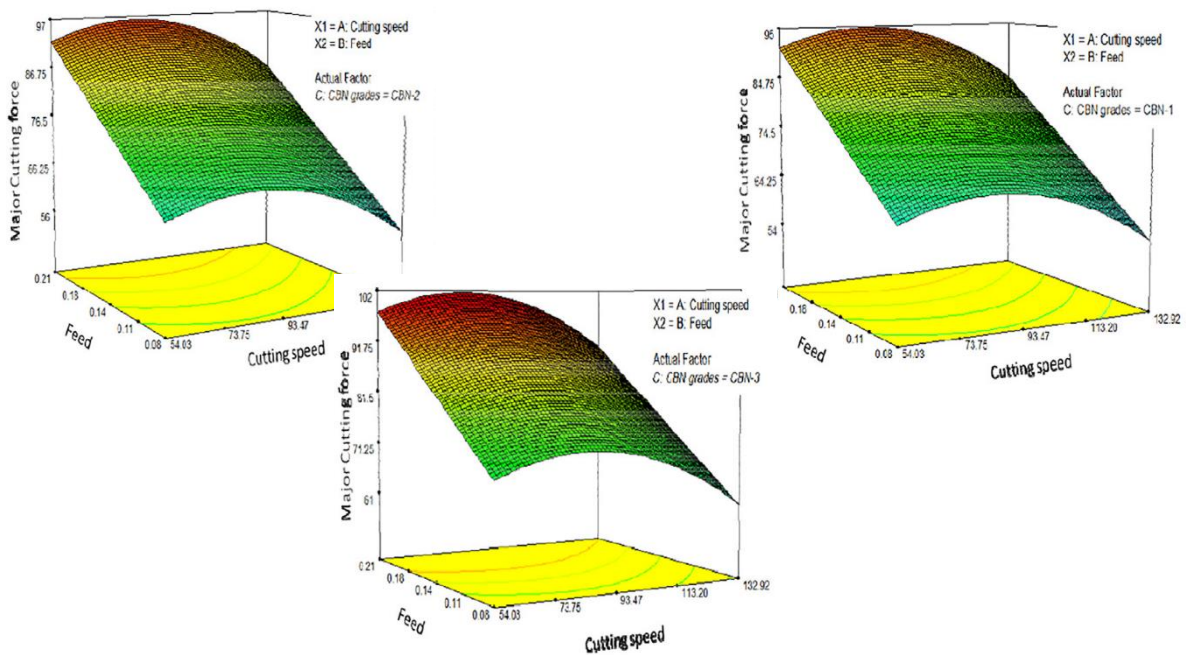 97
86.75
76.5
66.25
56
Major Cutting force
X1 = A: Cutting speed
X2 = B: Feed
Actual Factor
C: CBN grades = CBN-2
0.21
0.18
0.14
0.11
0.08
Feed
54.03
73.75
93.47
Cutting speed
95
84.75
74.5
64.25
54
Major Cutting force
X1 = A: Cutting speed
X2 = B: Feed
Actual Factor
C: CBN grades = CBN-1
0.18
0.14
0.11
0.08
Feed
54.03
73.75
93.47
113.20
132.92
Cutting speed
102
91.75
81.5
71.25
61
Major Cutting force
X1 = A: Cutting speed
X2 = B: Feed
Actual Factor
C: CBN grades = CBN-3
0.21
0.18
0.14
0.11
0.08
Feed
54.03
73.75
93.47
113.20
132.92
Cutting speed